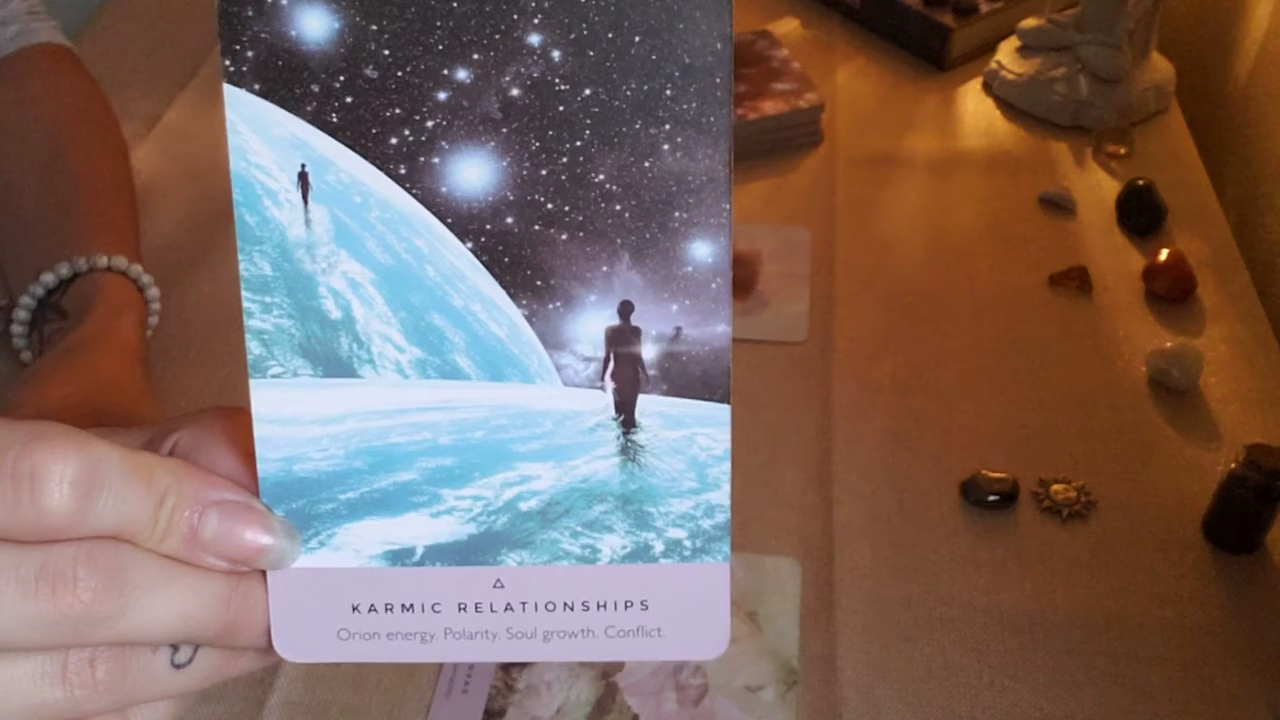 KARMIC RELATIONSHIPS
Orion energy. Polarity. Soul growth. Conflict.